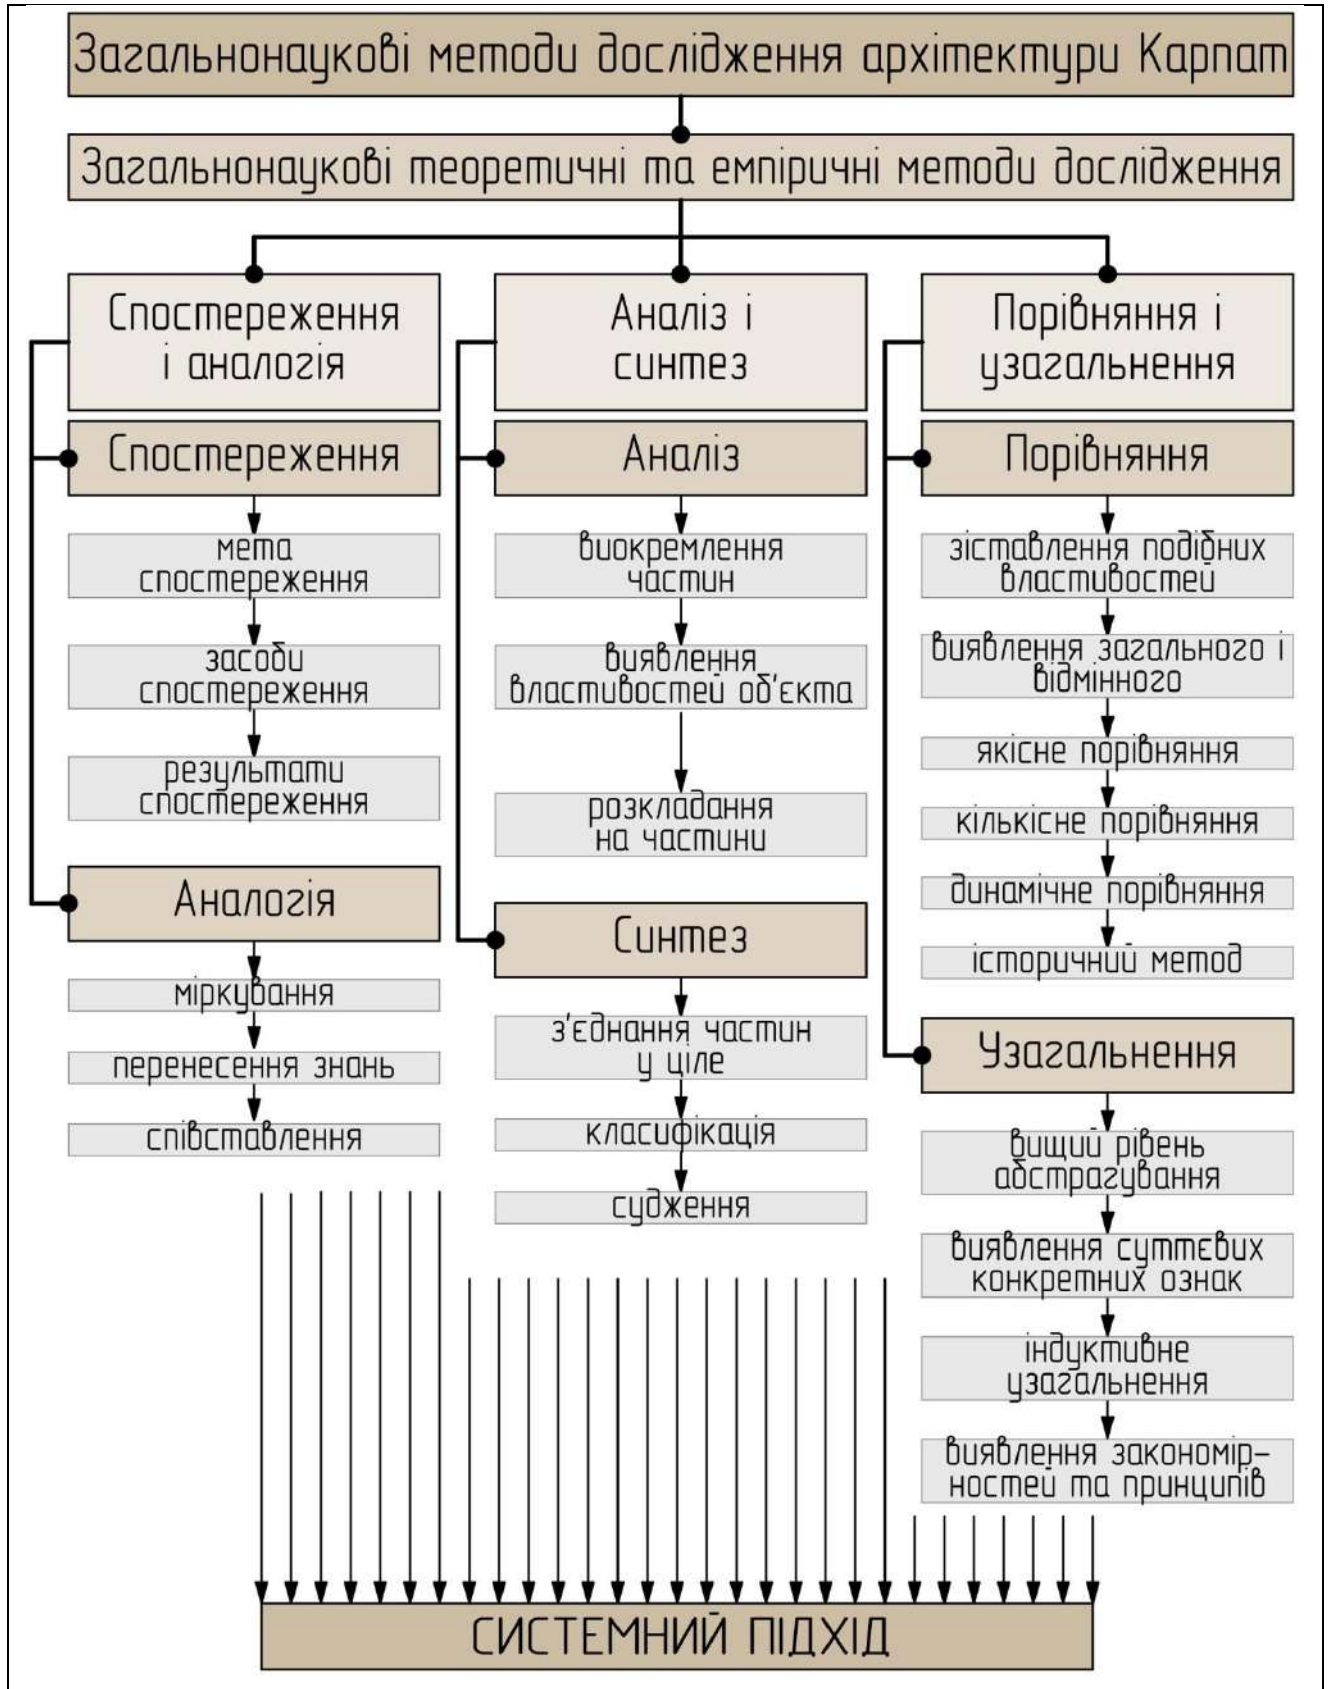 Загальнонаукові методи дослідження архітектури Карпат
Загальнонаукові теоретичні та емпіричні методи дослідження
Спостереження
і аналогія
Спостереження
мета
спостереження
засоби
спостереження
результати
спостереження
Аналогія
міркування
перенесення знань
співставлення
Аналіз і
синтез
Аналіз
виокремлення
частин
виявлення
властивостей об'єкта
розкладання
на частини
Синтез
з'єднання частин
у ціле
класифікація
судження
Порівняння і
узагальнення
Порівняння
зіставлення подібних
властивостей
виявлення загального і
відмінного
якісне порівняння
кількісне порівняння
динамічне порівняння
історичний метод
Узагальнення
вищий рівень
абстрагування
виявлення суттєвих
конкретних ознак
індуктивне
узагальнення
виявлення закономір-
ностей та принципів
СИСТЕМНИЙ ПІДХІД